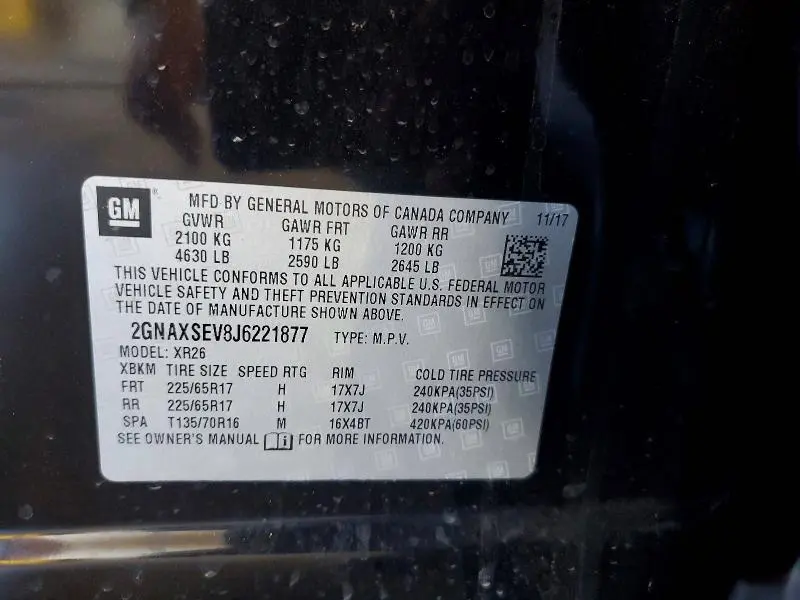 GM
MFD BY GENERAL MOTORS OF CANADA COMPANY 11/17
GVWR GAWR FRT GAWR RR
2100 KG 1175 KG 1200 KG
4630 LB 2590 LB 2645 LB
THIS VEHICLE CONFORMS TO ALL APPLICABLE U.S. FEDERAL MOTOR
VEHICLE SAFETY AND THEFT PREVENTION STANDARDS IN EFFECT ON
THE DATE OF MANUFACTURE SHOWN ABOVE.
2GNAXSEV8J6221877 TYPE: M.P.V.
MODEL: XR26
XBKM TIRE SIZE SPEED RTG RIM COLD TIRE PRESSURE
FRT 225/65R17 H 17X7J 240KPA(35PSI)
RR 225/65R17 H 17X7J 240KPA(35PSI)
SPA T135/70R16 M 16X4BT 420KPA(60PSI)
SEE OWNER'S MANUAL i FOR MORE INFORMATION.